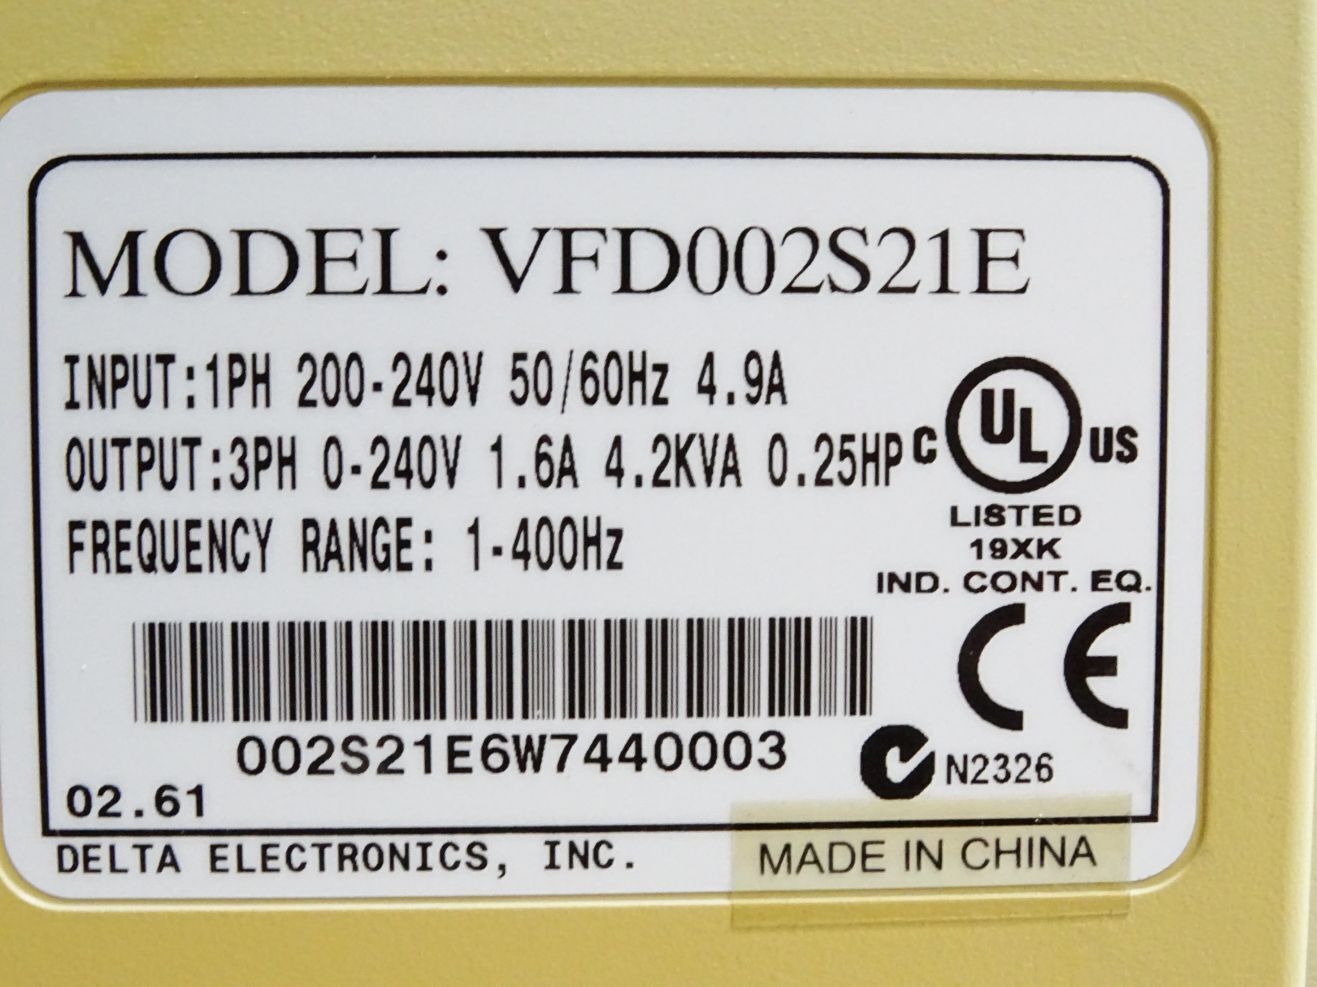 MODEL: VFD002S21E
INPUT:1PH 200-240V 50/60Hz 4.9A
OUTPUT:3PH 0-240V 1.6A 4.2KVA 0.25HP
FREQUENCY RANGE: 1-400Hz
C UL US
LISTED
19XK
IND. CONT. EQ.
CE
002S21E6W7440003
N2326
02.61
DELTA ELECTRONICS, INC.
MADE IN CHINA